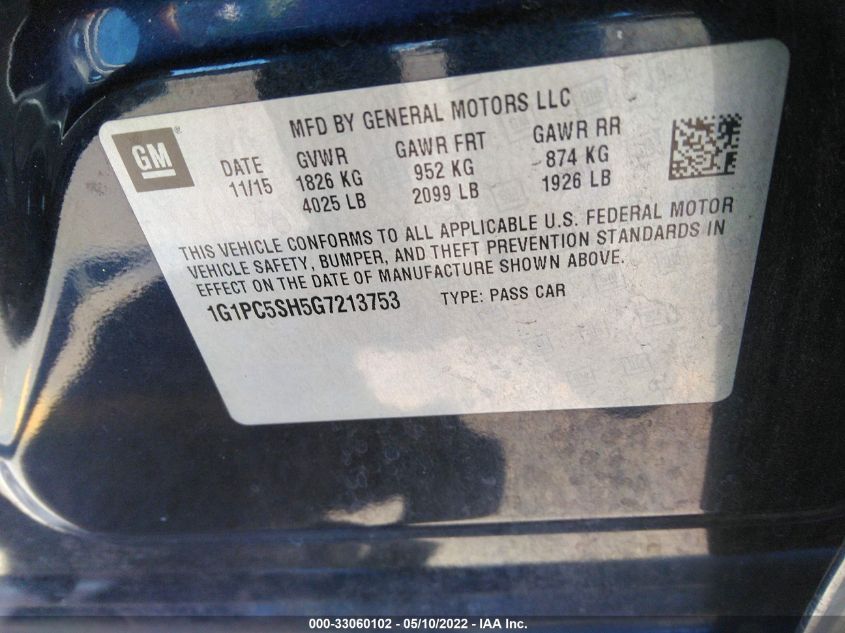 MFD BY GENERAL MOTORS LLC
GM ®
DATE GVWR GAWR FRT GAWR RR
11/15 1826 KG 952 KG 874 KG
4025 LB 2099 LB 1926 LB
THIS VEHICLE CONFORMS TO ALL APPLICABLE U.S. FEDERAL MOTOR
VEHICLE SAFETY, BUMPER, AND THEFT PREVENTION STANDARDS IN
EFFECT ON THE DATE OF MANUFACTURE SHOWN ABOVE.
1G1PC5SH5G7213753 TYPE: PASS CAR
000-33060102 - 05/10/2022 - IAA Inc.